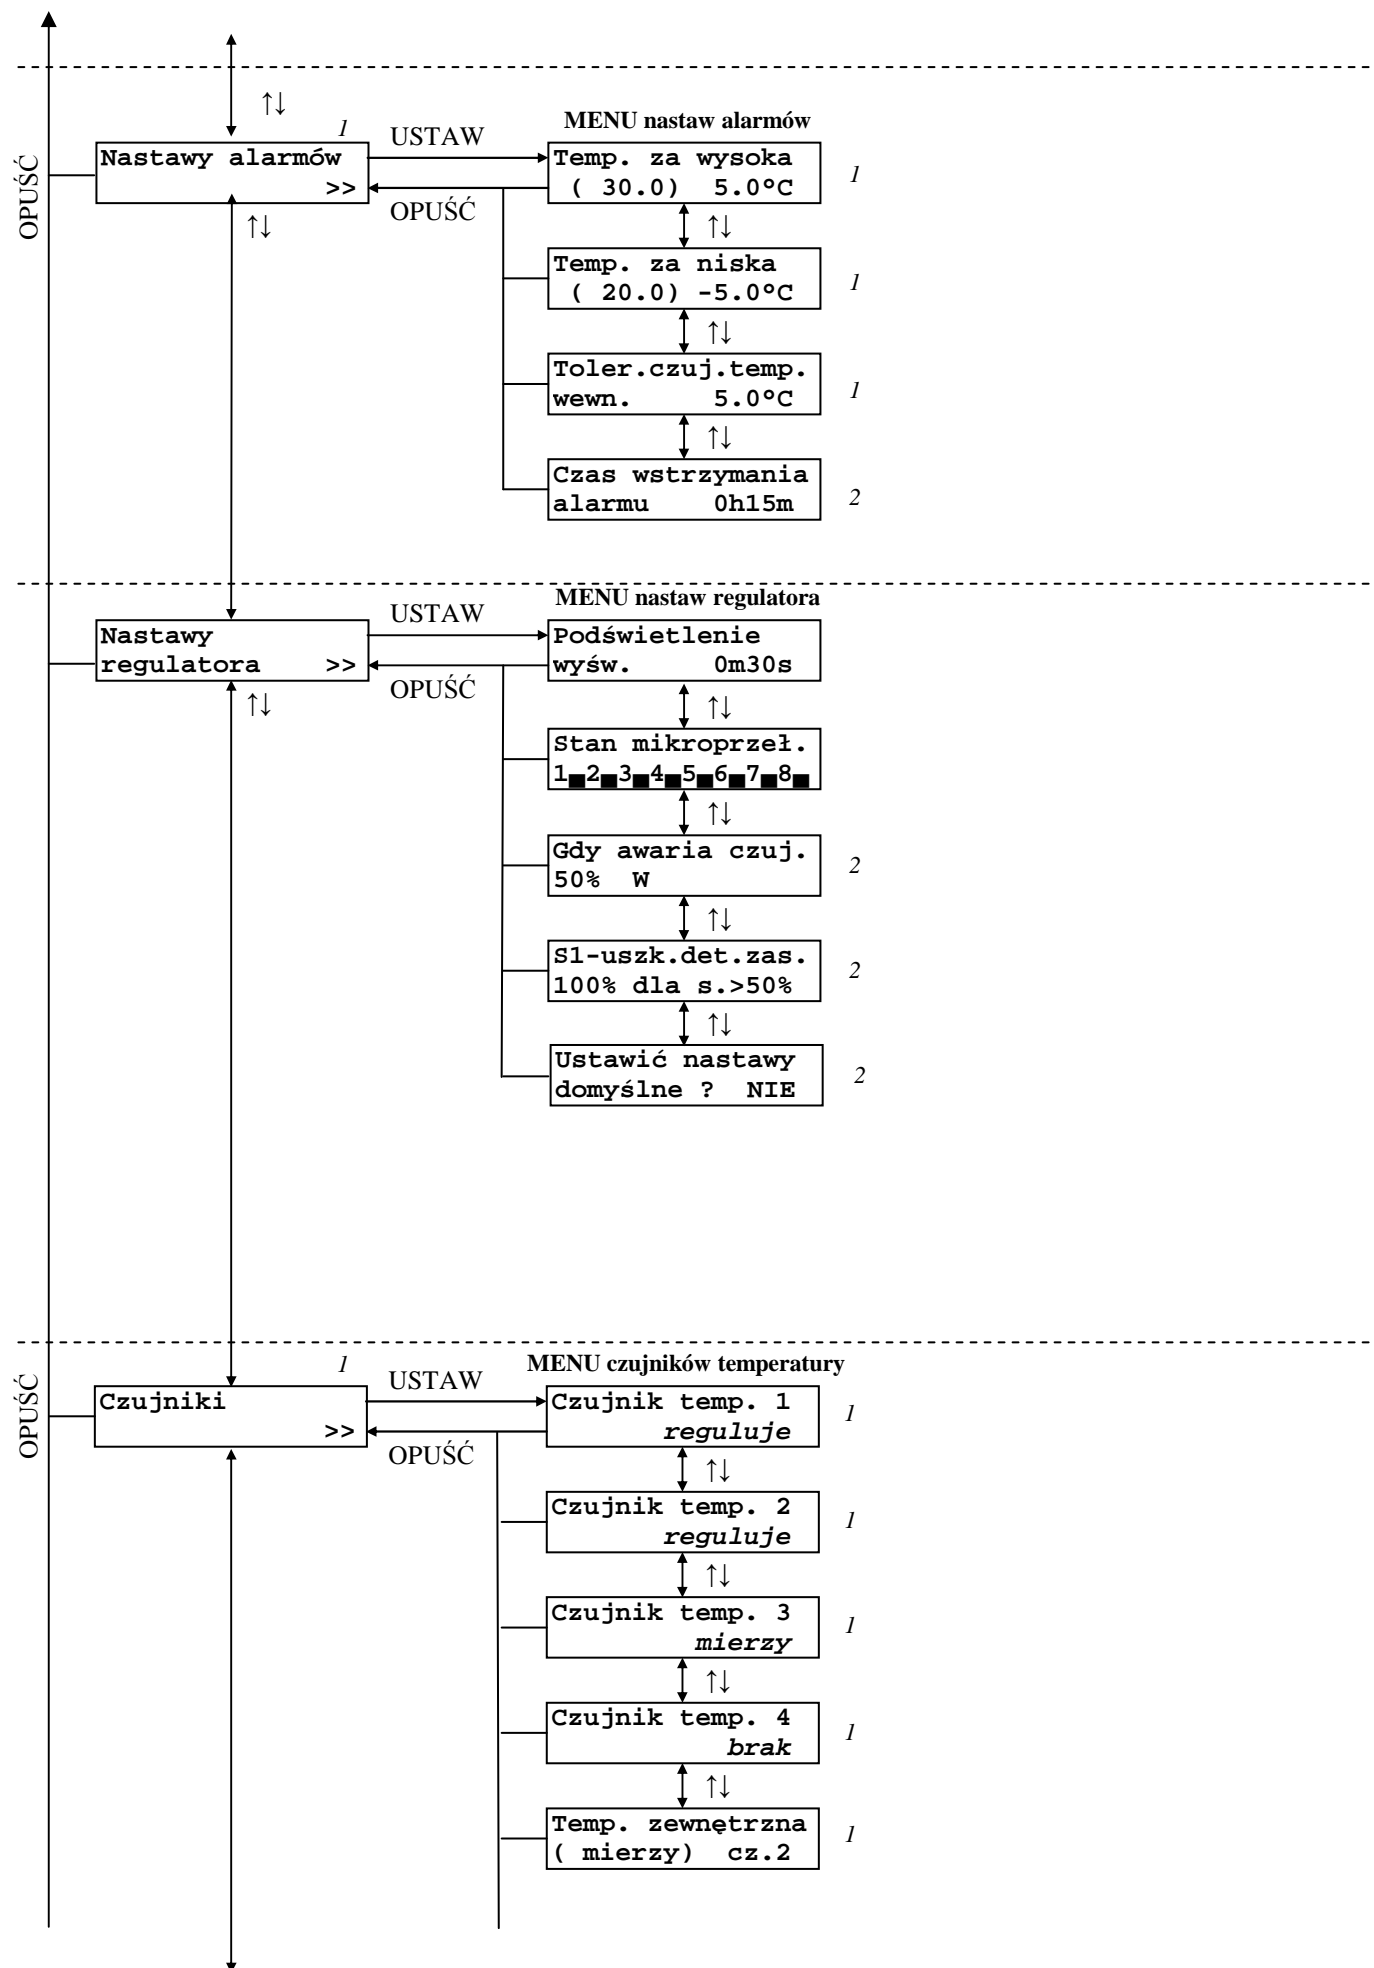 ↑↓
1
USTAW
MENU nastaw alarmów
OPUŚĆ
Nastawy alarmów
>>
OPUŚĆ
↑↓
Temp. za wysoka
( 30.0) 5.0°C
1
↑↓
Temp. za niska
( 20.0) -5.0°C
1
↑↓
Toler.czuj.temp.
wewn. 5.0°C
1
↑↓
Czas wstrzymania
alarmu 0h15m
2
MENU nastaw regulatora
USTAW
Nastawy
regulatora >>
OPUŚĆ
↑↓
Podświetlenie
wyśw. 0m30s
↑↓
Stan mikroprzeł.
1▄2▄3▄4▄5▄6▄7▄8▄
↑↓
Gdy awaria czuj.
50% W
2
↑↓
S1-uszk.det.zas.
100% dla s.>50%
2
↑↓
Ustawić nastawy
domyślne ? NIE
2
1
USTAW
MENU czujników temperatury
OPUŚĆ
Czujniki
>>
OPUŚĆ
Czujnik temp. 1
reguluje
1
↑↓
Czujnik temp. 2
reguluje
1
↑↓
Czujnik temp. 3
mierzy
1
↑↓
Czujnik temp. 4
brak
1
↑↓
Temp. zewnętrzna
( mierzy) cz.2
1